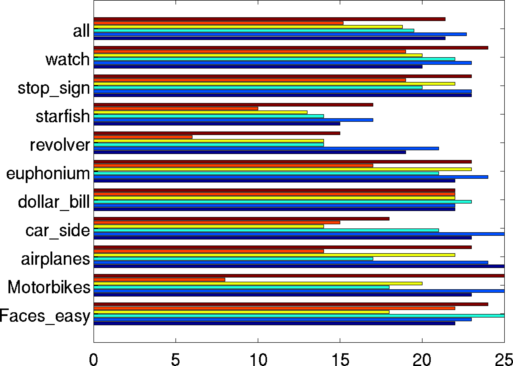 all
watch
stop_sign
starfish
revolver
euphonium
dollar_bill
car_side
airplanes
Motorbikes
Faces_easy
0 5 10 15 20 25